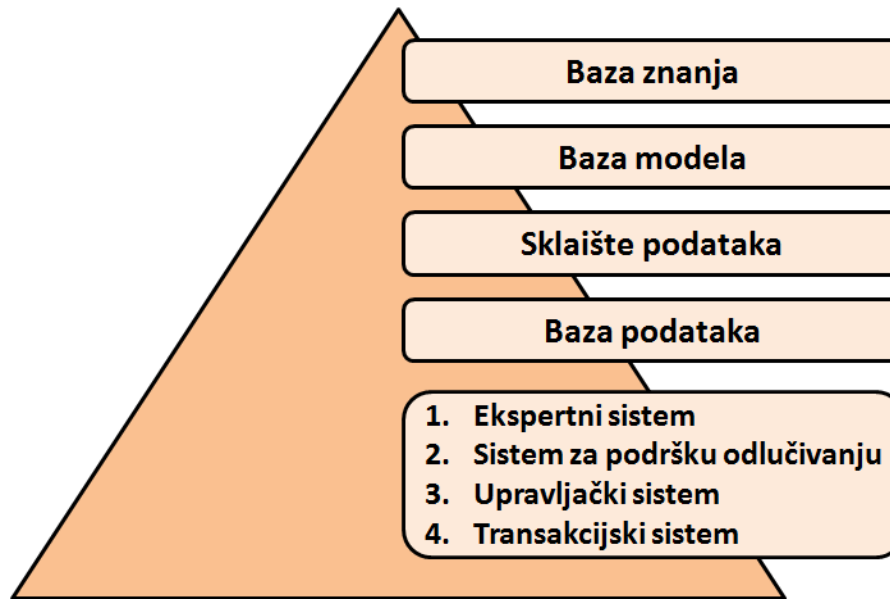 Baza znanja
Baza modela
Sklaište podataka
Baza podataka
1. Ekspertni sistem
2. Sistem za podršku odlučivanju
3. Upravljački sistem
4. Transakcijski sistem